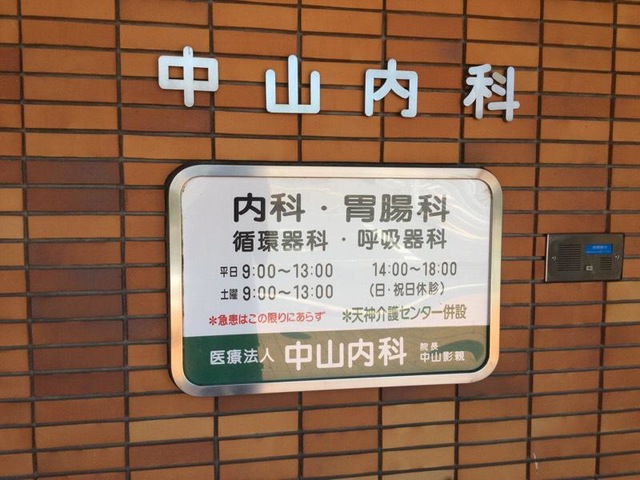 中山内科
内科・胃腸科
循環器科・呼吸器科
平日 9:00〜13:00 14:00〜18:00
土曜 9:00〜13:00 (日・祝日休診)
*急患はこの限りにあらず *天神介護センター併設
医療法人 中山内科 院長 中山影親